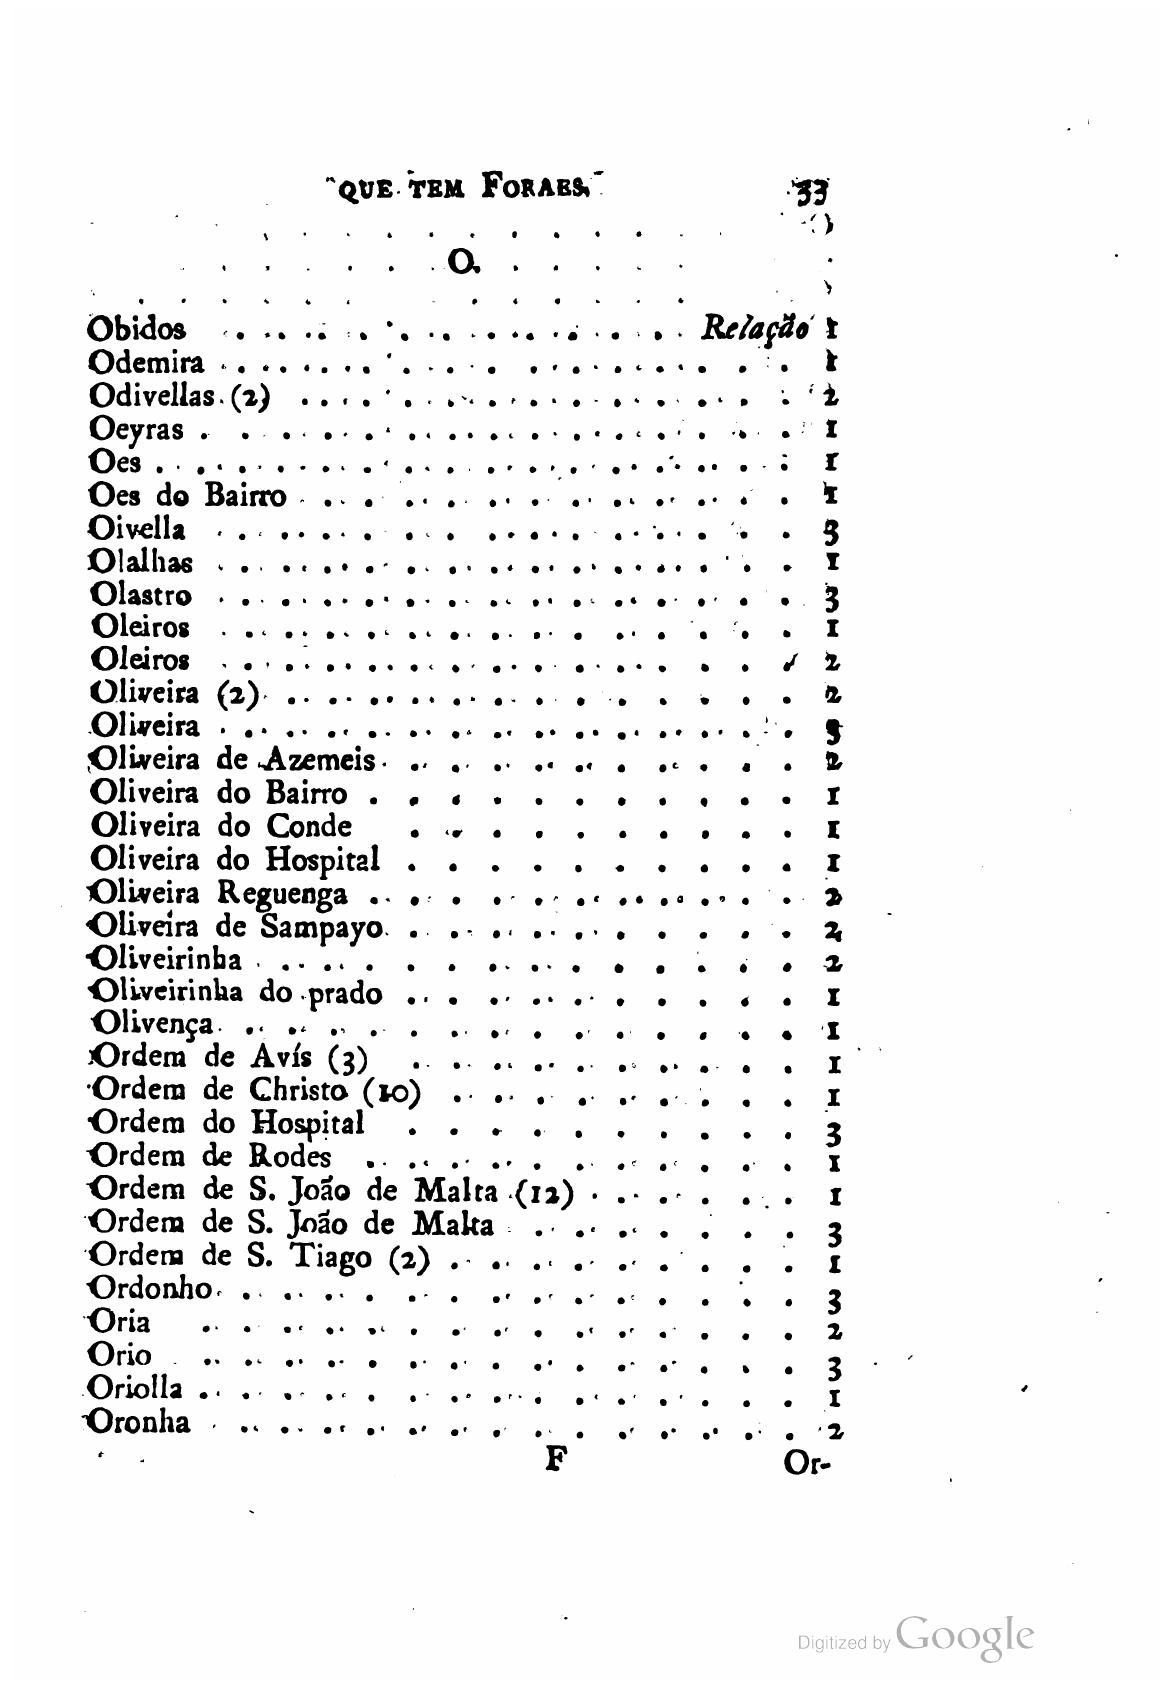 QUE TEM FORAES. 33
O.
Obidos . . . . . . . . . . Relação 1
Odemira . . . . . . . . . . 1
Odivellas (2) . . . . . . . . . . 2
Oeyras . . . . . . . . . . 1
Oes . . . . . . . . . . 1
Oes do Bairro . . . . . . . . . . 1
Oivella . . . . . . . . . . 3
Olalhas . . . . . . . . . . 1
Olastro . . . . . . . . . . 3
Oleiros . . . . . . . . . . 1
Oleiros . . . . . . . . . . 2
Oliveira (2) . . . . . . . . . . 2
Oliveira . . . . . . . . . . 3
Oliveira de Azemeis . . . . . . . . . . 2
Oliveira do Bairro . . . . . . . . . . 1
Oliveira do Conde . . . . . . . . . . 1
Oliveira do Hospital . . . . . . . . . . 1
Oliveira Reguenga . . . . . . . . . . 2
Oliveira de Sampayo . . . . . . . . . . 2
Oliveirinha . . . . . . . . . . 2
Oliveirinha do prado . . . . . . . . . . 1
Olivença . . . . . . . . . . 1
Ordem de Avís (3) . . . . . . . . . . 1
Ordem de Christo (10) . . . . . . . . . . 1
Ordem do Hospital . . . . . . . . . . 3
Ordem de Rodes . . . . . . . . . . 1
Ordem de S. João de Malta (12) . . . . . . 1
Ordem de S. João de Malta . . . . . . . 3
Ordem de S. Tiago (2) . . . . . . . . . . 1
Ordonho . . . . . . . . . . 3
Oria . . . . . . . . . . 2
Orio . . . . . . . . . . 3
Oriolla . . . . . . . . . . 1
Oronha . . . . . . . . . . 2
F Or-
Digitized by Google